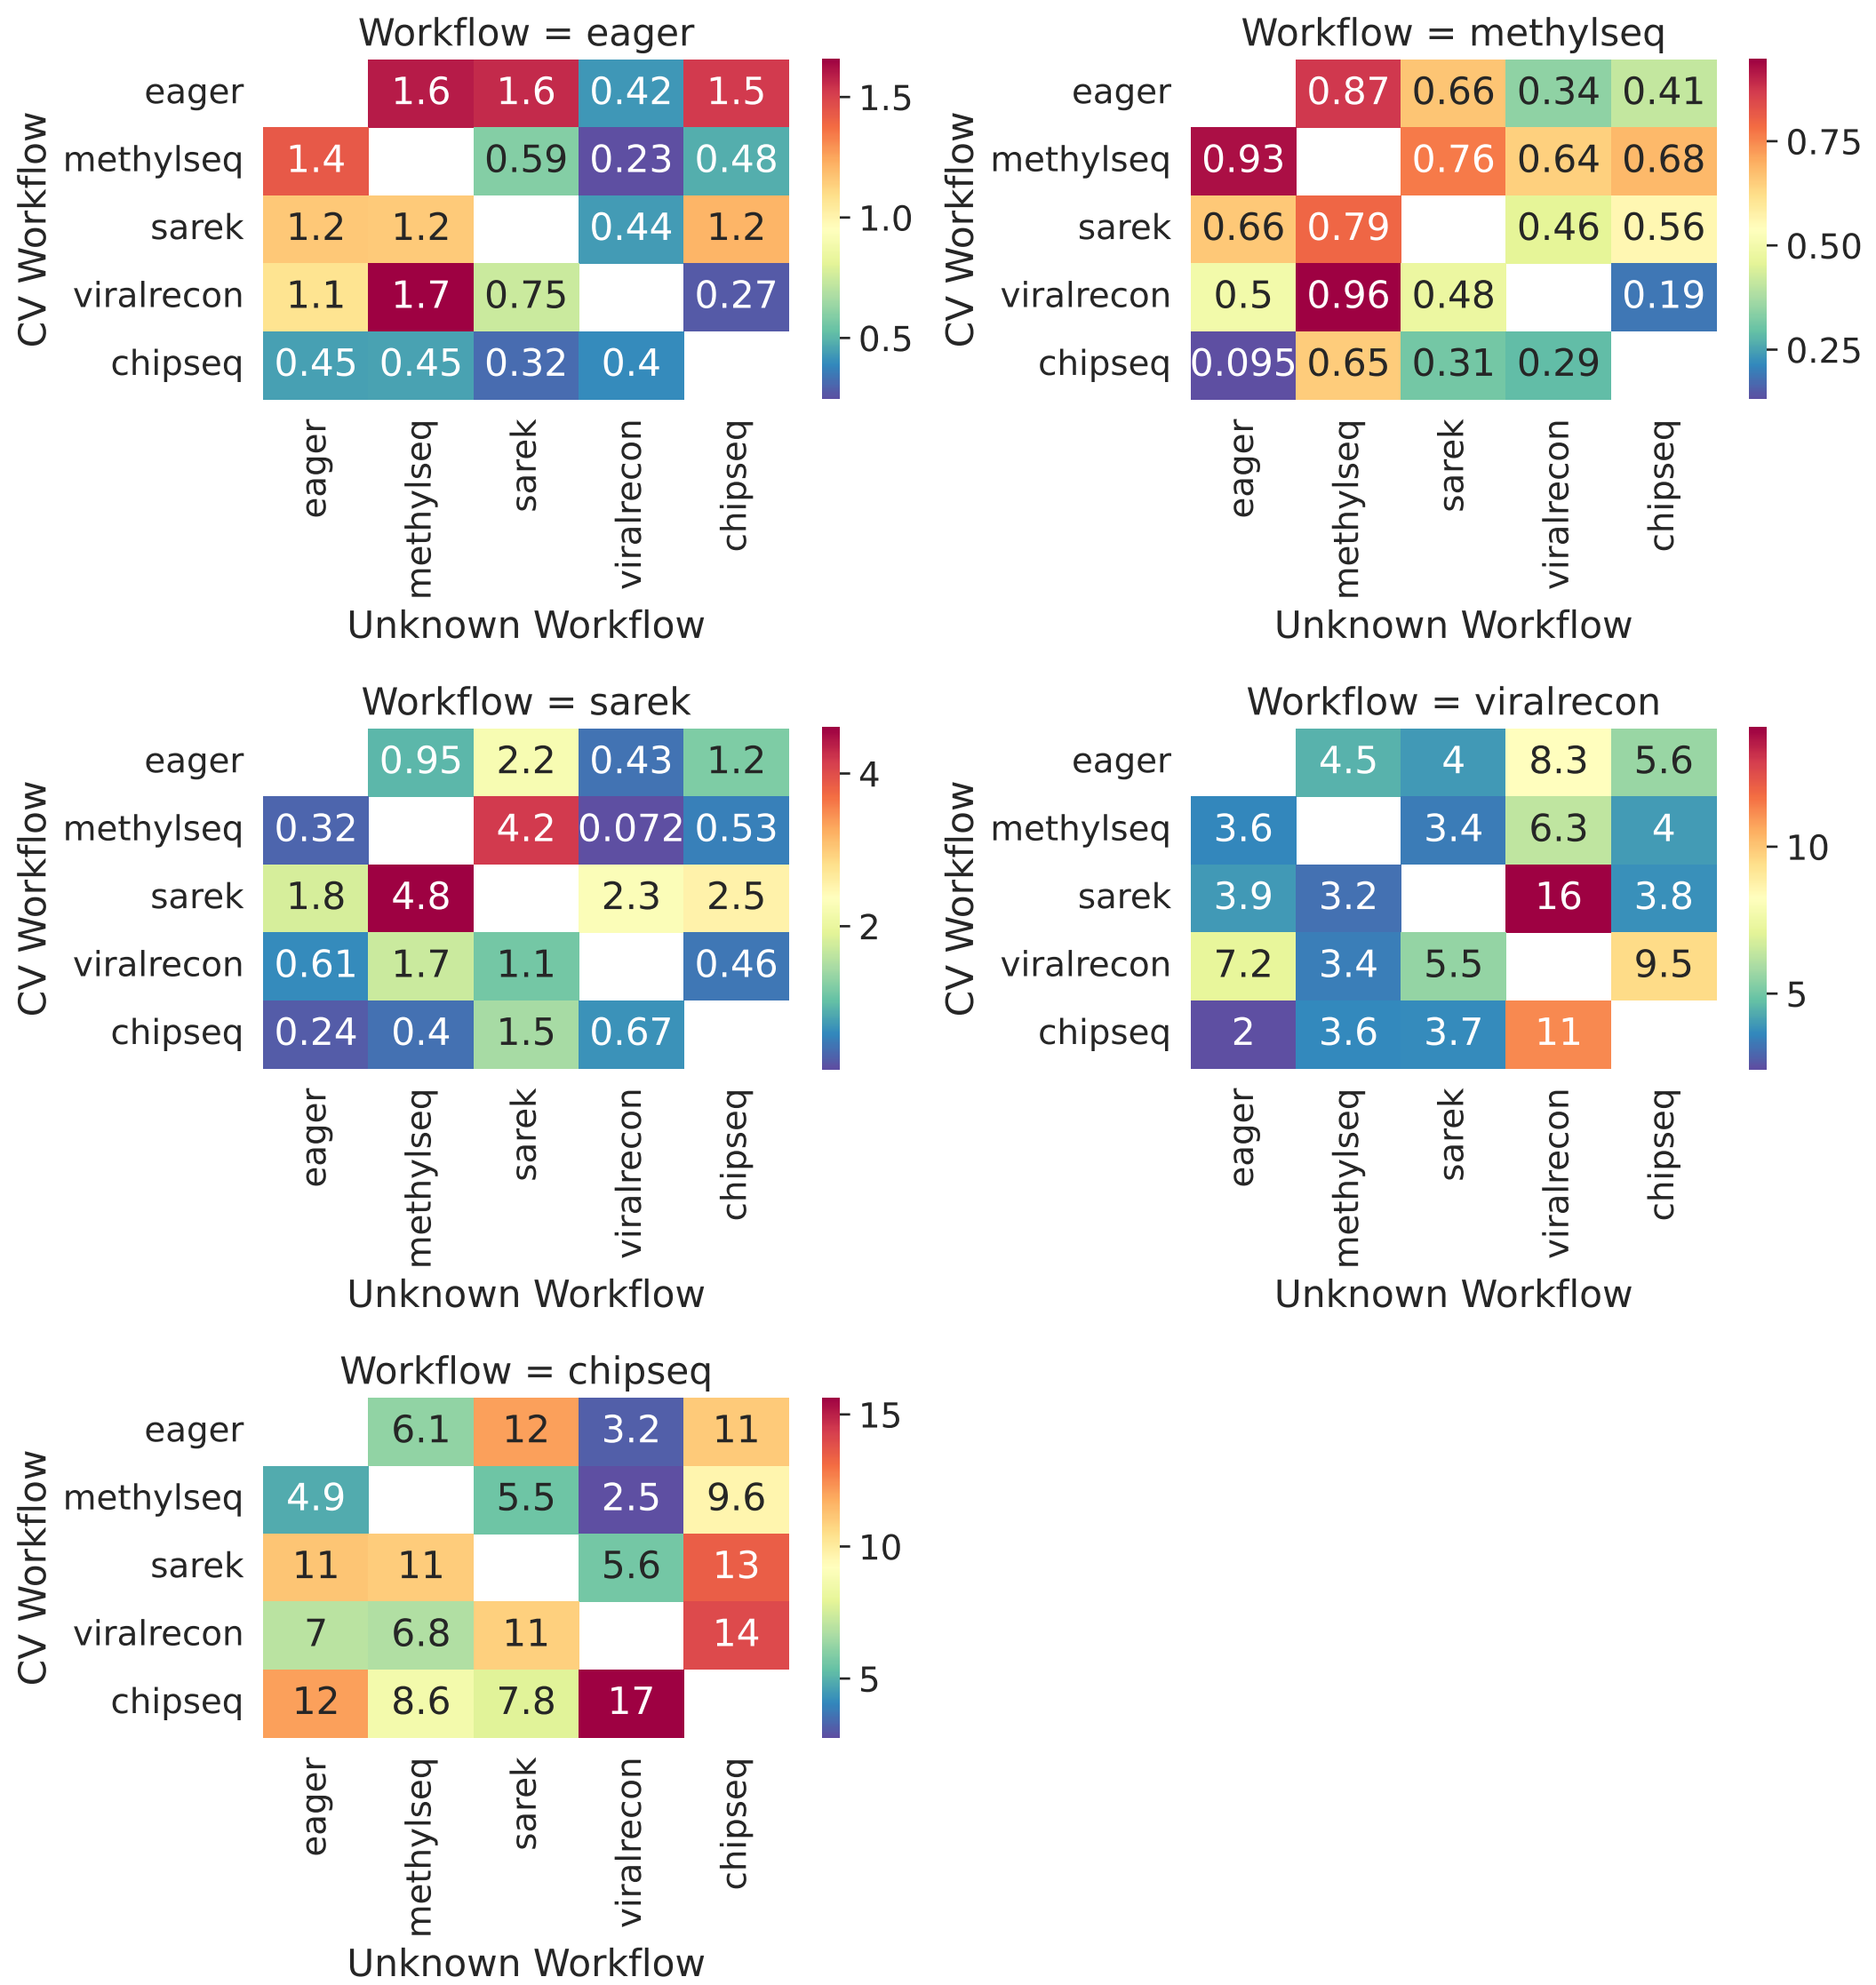 Workflow = eager
CV Workflow
eager 1.6 1.6 0.42 1.5
methylseq 1.4 0.59 0.23 0.48
sarek 1.2 1.2 0.44 1.2
viralrecon 1.1 1.7 0.75 0.27
chipseq 0.45 0.45 0.32 0.4
1.5
1.0
0.5
eager methylseq sarek viralrecon chipseq
Unknown Workflow
Workflow = methylseq
CV Workflow
eager 0.87 0.66 0.34 0.41
methylseq 0.93 0.76 0.64 0.68
sarek 0.66 0.79 0.46 0.56
viralrecon 0.5 0.96 0.48 0.19
chipseq 0.095 0.65 0.31 0.29
0.75
0.50
0.25
eager methylseq sarek viralrecon chipseq
Unknown Workflow
Workflow = sarek
CV Workflow
eager 0.95 2.2 0.43 1.2
methylseq 0.32 4.2 0.072 0.53
sarek 1.8 4.8 2.3 2.5
viralrecon 0.61 1.7 1.1 0.46
chipseq 0.24 0.4 1.5 0.67
4
2
eager methylseq sarek viralrecon chipseq
Unknown Workflow
Workflow = viralrecon
CV Workflow
eager 4.5 4 8.3 5.6
methylseq 3.6 3.4 6.3 4
sarek 3.9 3.2 16 3.8
viralrecon 7.2 3.4 5.5 9.5
chipseq 2 3.6 3.7 11
10
5
eager methylseq sarek viralrecon chipseq
Unknown Workflow
Workflow = chipseq
CV Workflow
eager 6.1 12 3.2 11
methylseq 4.9 5.5 2.5 9.6
sarek 11 11 5.6 13
viralrecon 7 6.8 11 14
chipseq 12 8.6 7.8 17
15
10
5
eager methylseq sarek viralrecon chipseq
Unknown Workflow